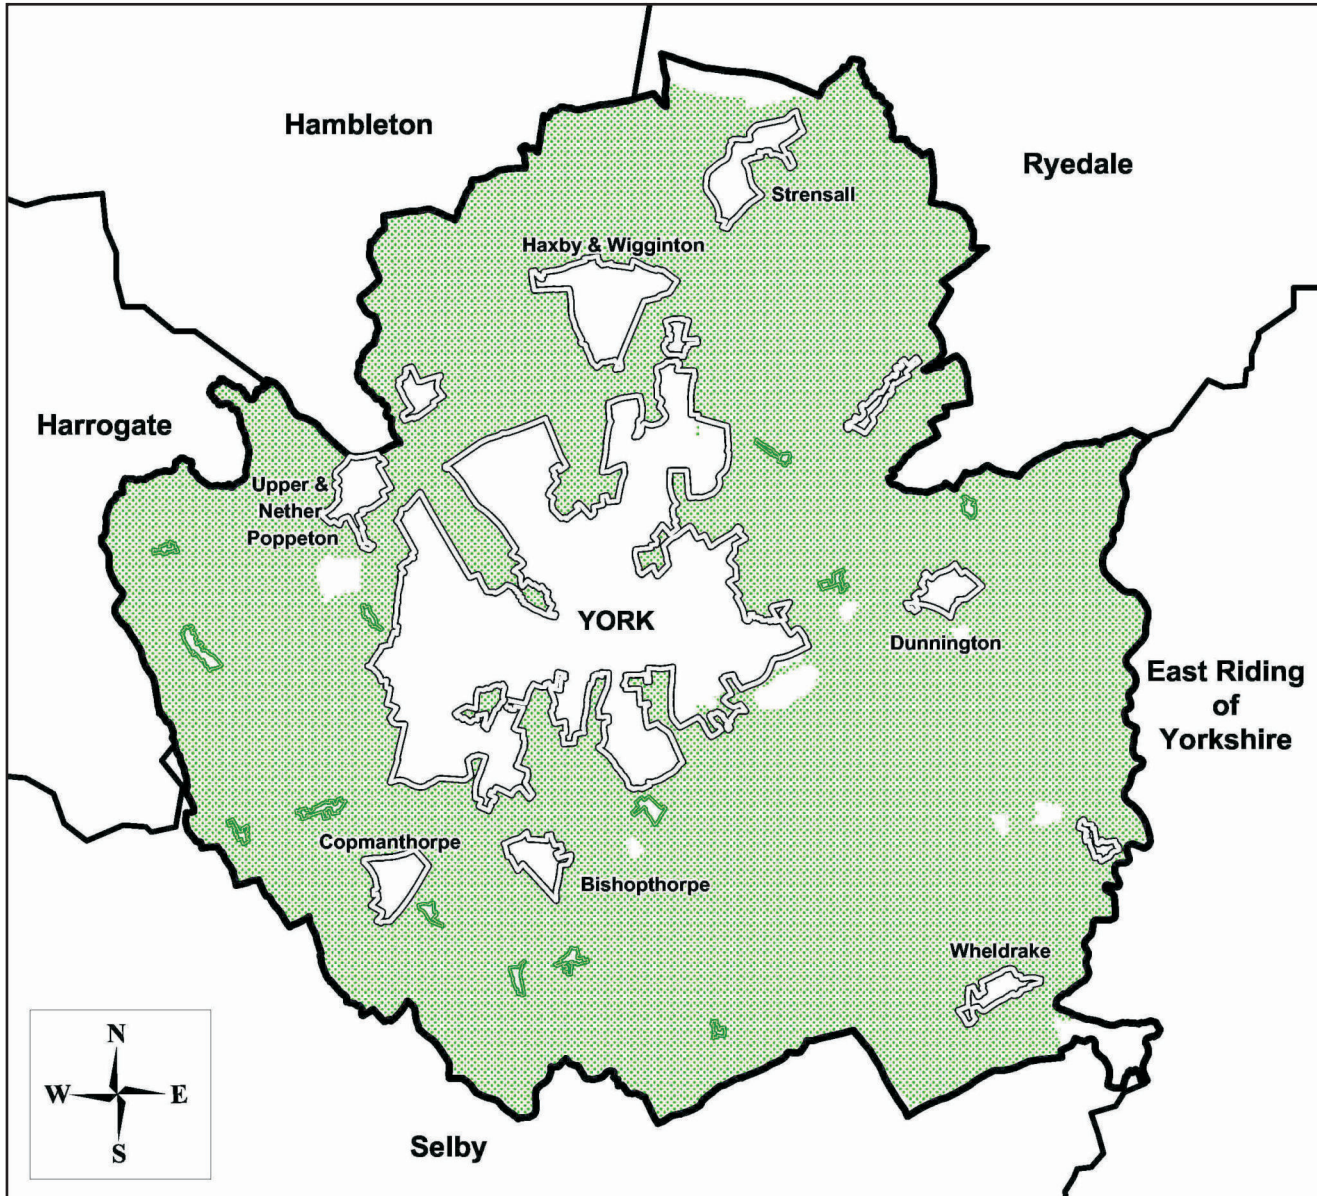 Hambleton
Ryedale
Strensall
Haxby & Wigginton
Harrogate
Upper &
Nether
Poppeton
YORK
Dunnington
East Riding
of
Yorkshire
Copmanthorpe
Bishopthorpe
Wheldrake
N
W E
S
Selby